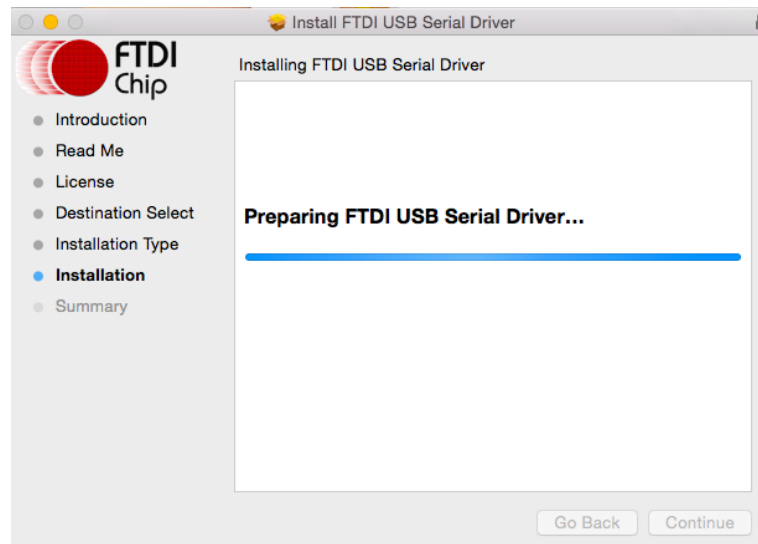 Install FTDI USB Serial Driver
FTDI
Chip
Installing FTDI USB Serial Driver
Introduction
Read Me
License
Destination Select
Installation Type
Installation
Summary
Preparing FTDI USB Serial Driver...
Go Back
Continue